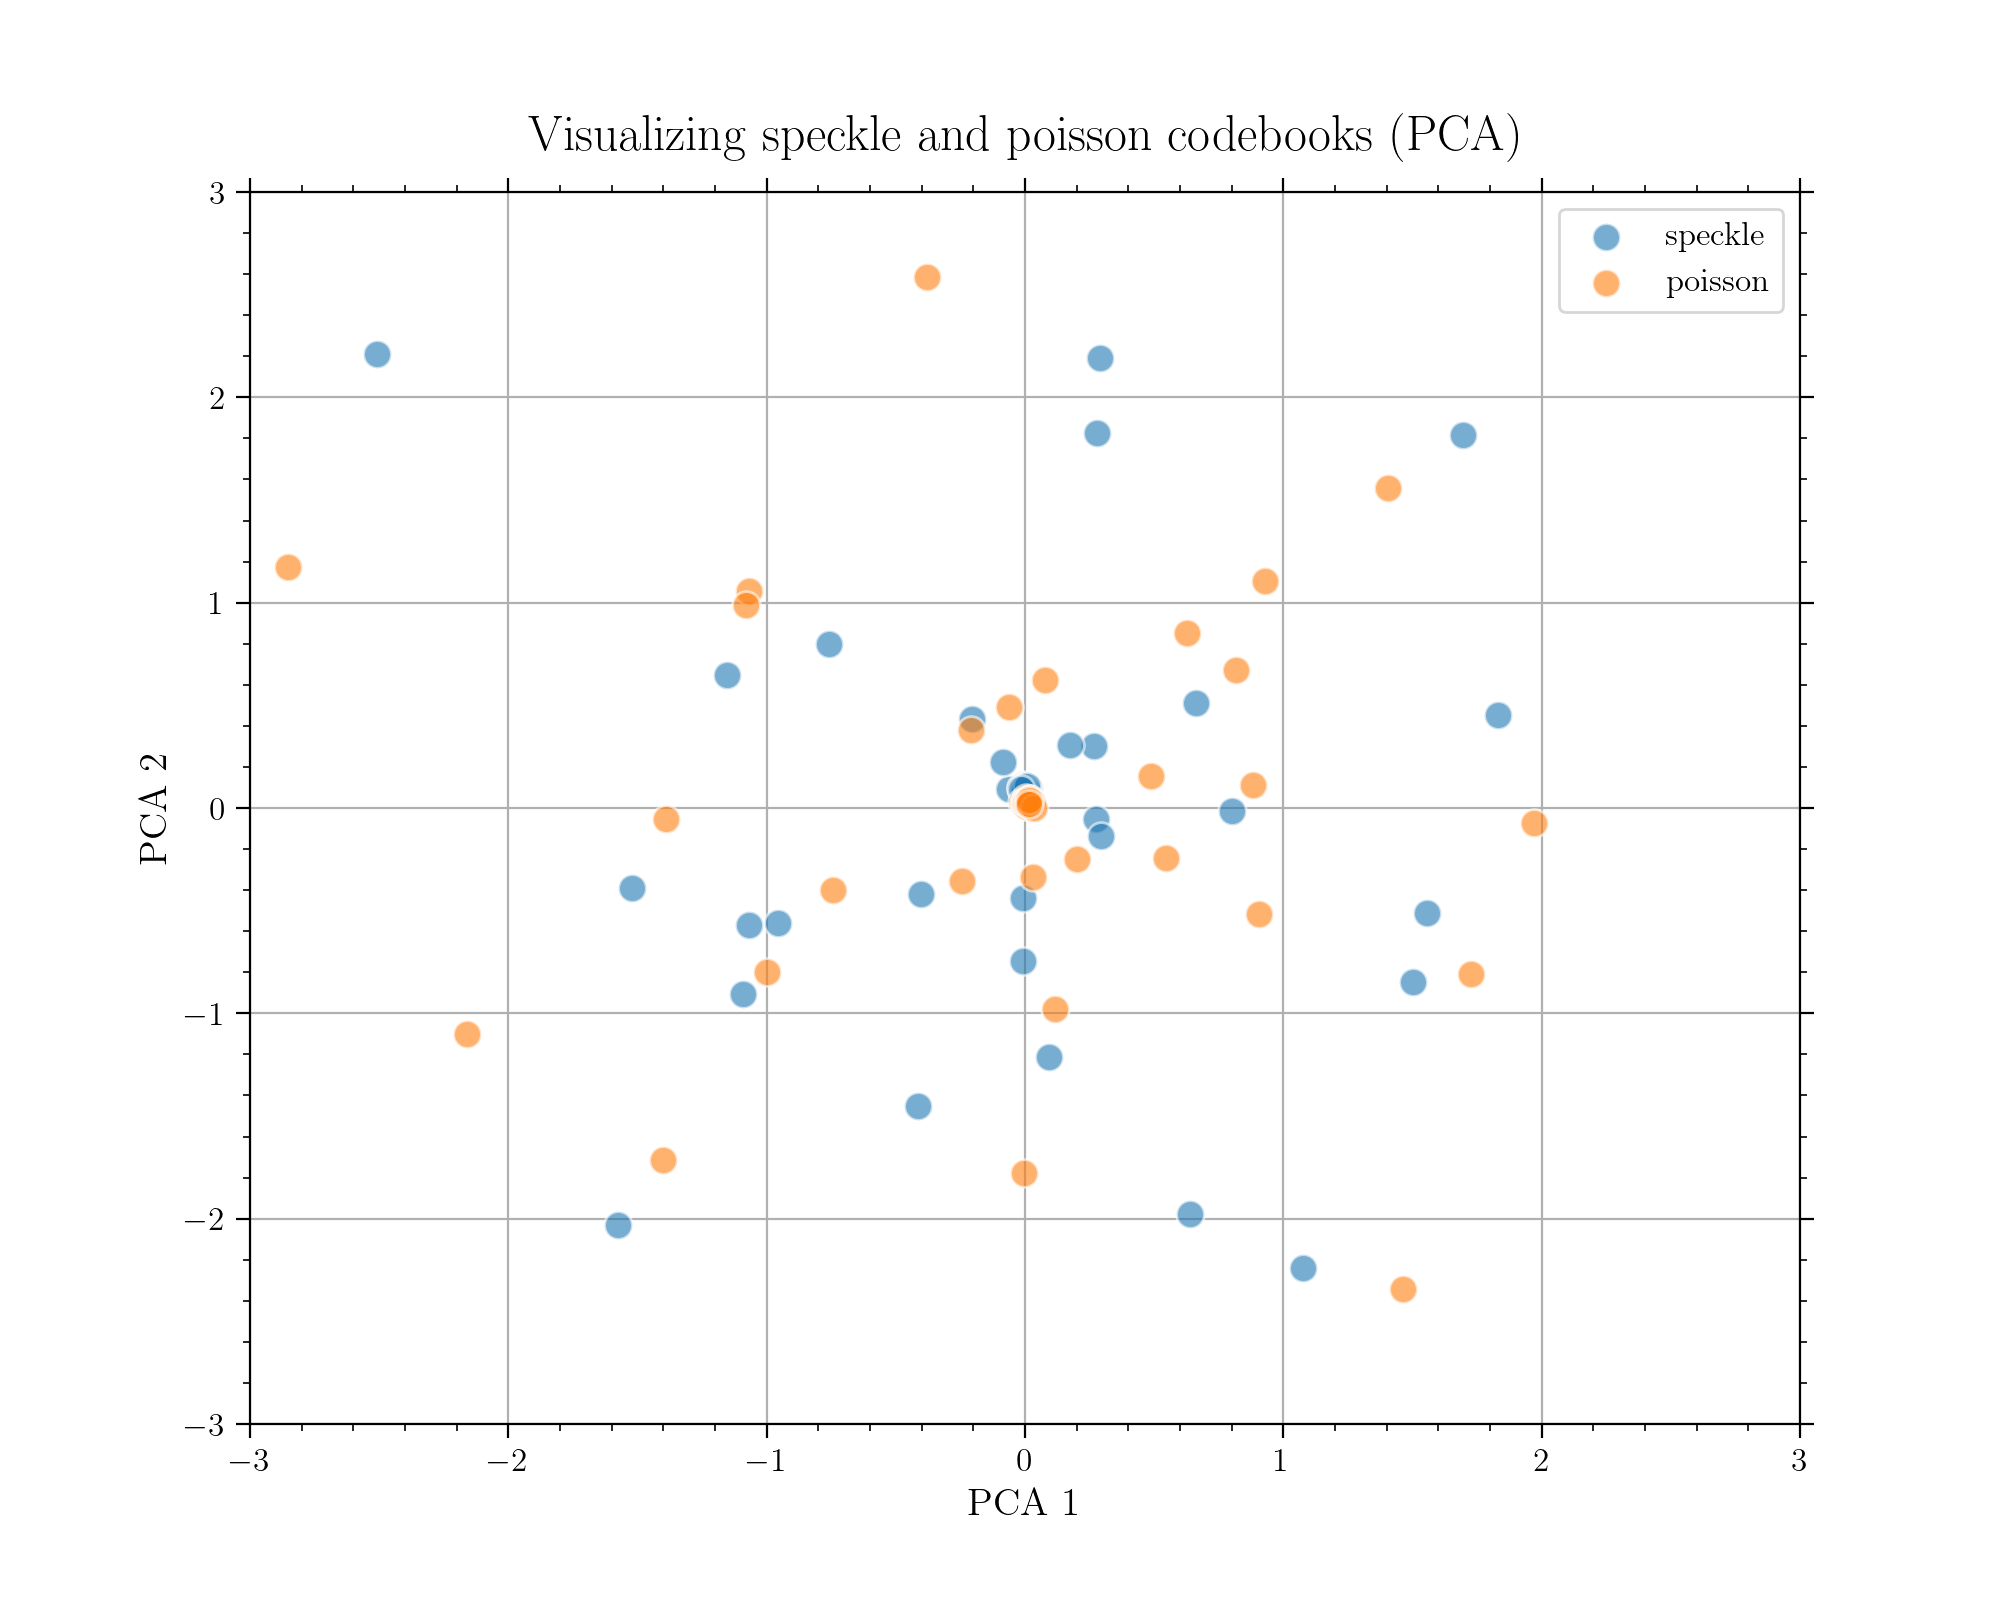 Visualizing speckle and poisson codebooks (PCA)
speckle
poisson
3
2
1
0
−1
−2
−3
PCA 2
−3 −2 −1 0 1 2 3
PCA 1